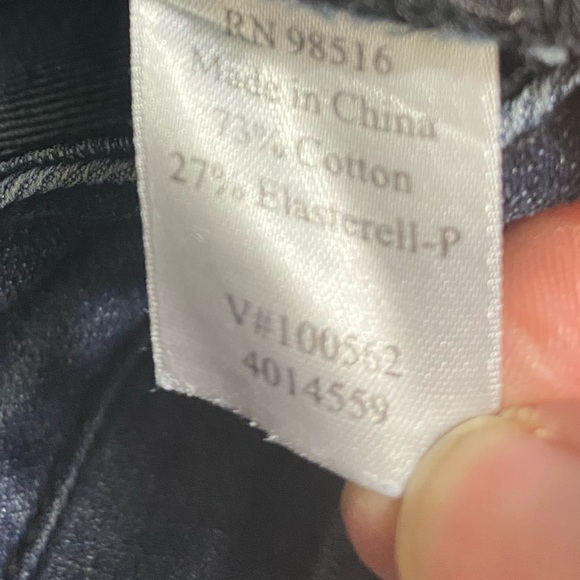 RN 98516
Made in China
73% Cotton
27% Elasterell-P
V#100562
4014559